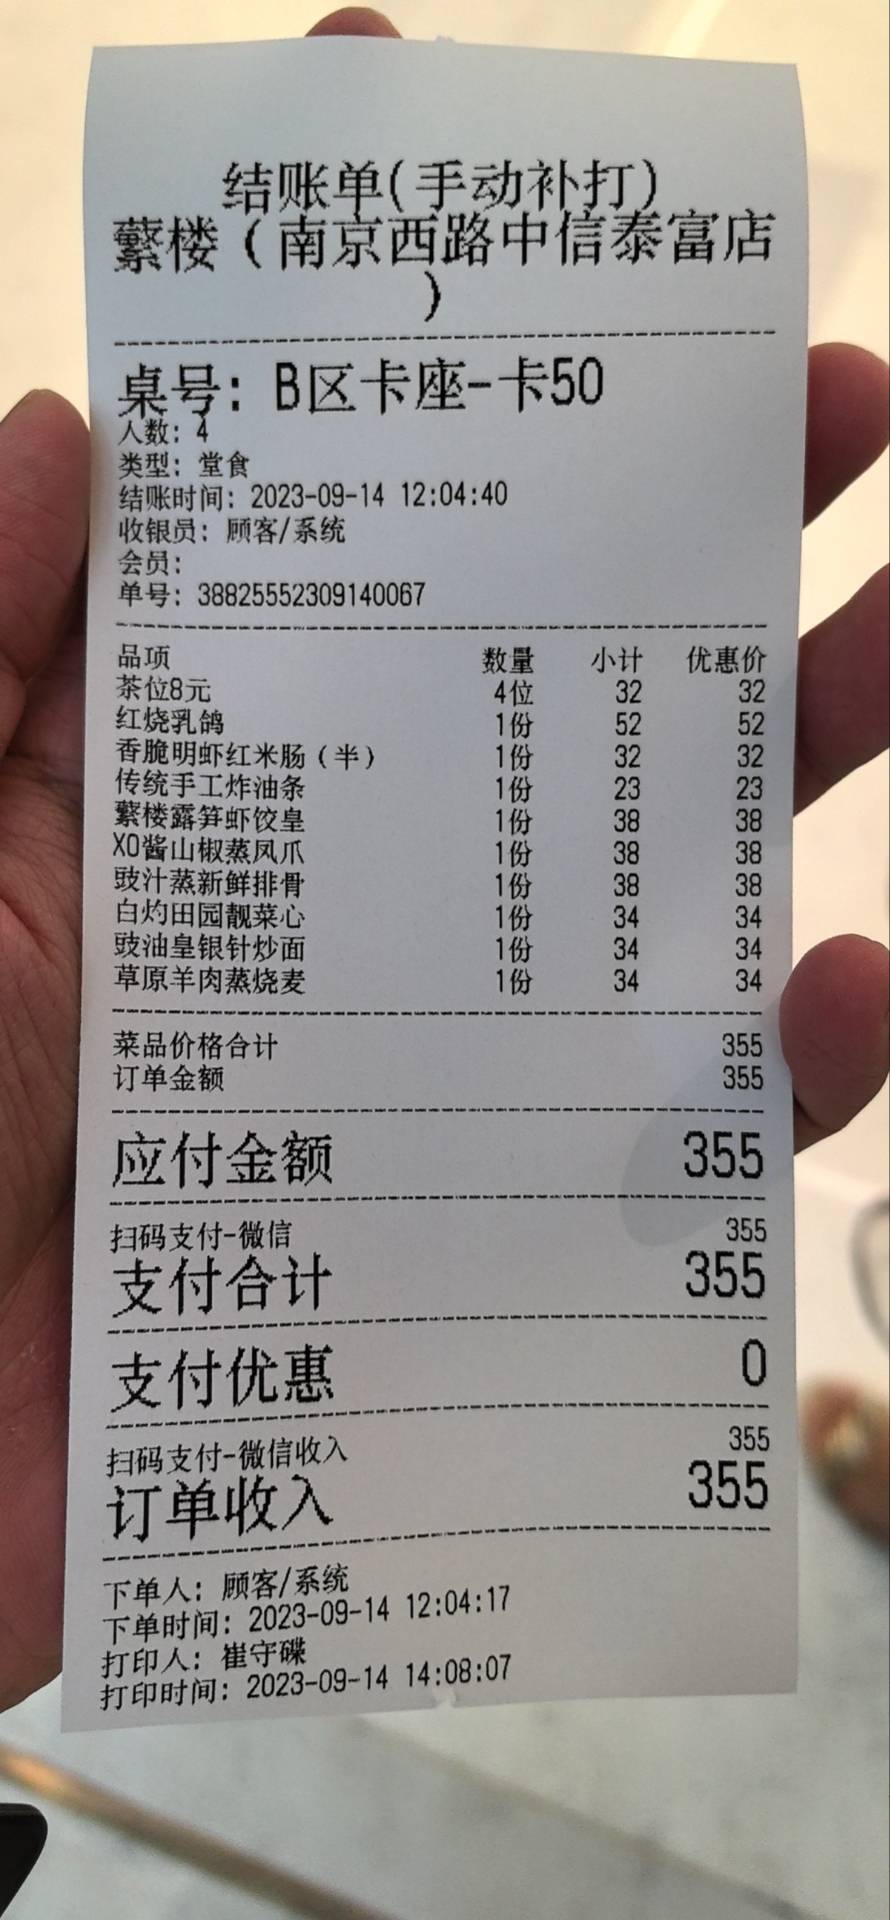 结账单(手动补打)
蘩楼（南京西路中信泰富店
）
桌号: B区卡座-卡50
人数: 4
类型: 堂食
结账时间: 2023-09-14 12:04:40
收银员: 顾客/系统
会员:
单号: 388255552309140067
品项 数量 小计 优惠价
茶位8元 4位 32 32
红烧乳鸽 1份 52 52
香脆明虾红米肠（半） 1份 32 32
传统手工炸油条 1份 23 23
蘩楼露笋虾饺皇 1份 38 38
XO酱山椒蒸凤爪 1份 38 38
豉汁蒸新鲜排骨 1份 38 38
白灼田园靓菜心 1份 34 34
豉油皇银针炒面 1份 34 34
草原羊肉蒸烧麦 1份 34 34
菜品价格合计 355
订单金额 355
应付金额 355
扫码支付-微信 355
支付合计 355
支付优惠 0
扫码支付-微信收入 355
订单收入 355
下单人: 顾客/系统
下单时间: 2023-09-14 12:04:17
打印人: 崔守碟
打印时间: 2023-09-14 14:08:07